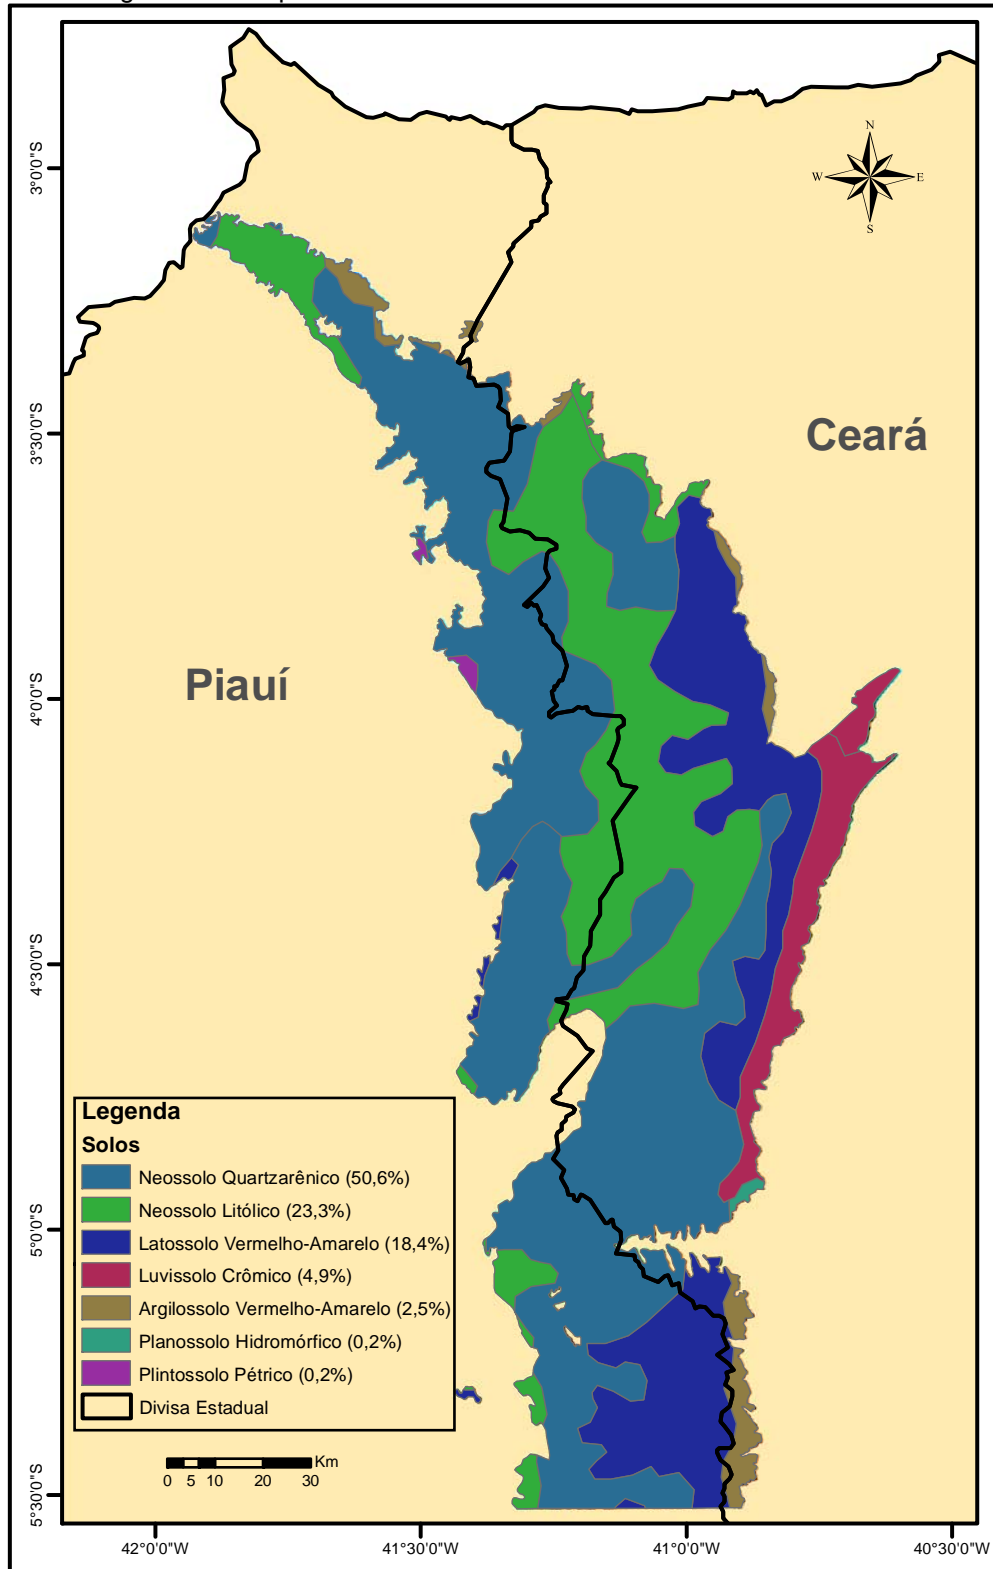 N
W E
S
Ceará
Piauí
3°0'0"S
3°30'0"S
4°0'0"S
4°30'0"S
5°0'0"S
5°30'0"S
Legenda
Solos
Neossolo Quartzarênico (50,6%)
Neossolo Litólico (23,3%)
Latossolo Vermelho-Amarelo (18,4%)
Luvissolo Crômico (4,9%)
Argilossolo Vermelho-Amarelo (2,5%)
Planossolo Hidromórfico (0,2%)
Plintossolo Pétrico (0,2%)
Divisa Estadual
Km
0 5 10 20 30
42°0'0"W 41°30'0"W 41°0'0"W 40°30'0"W